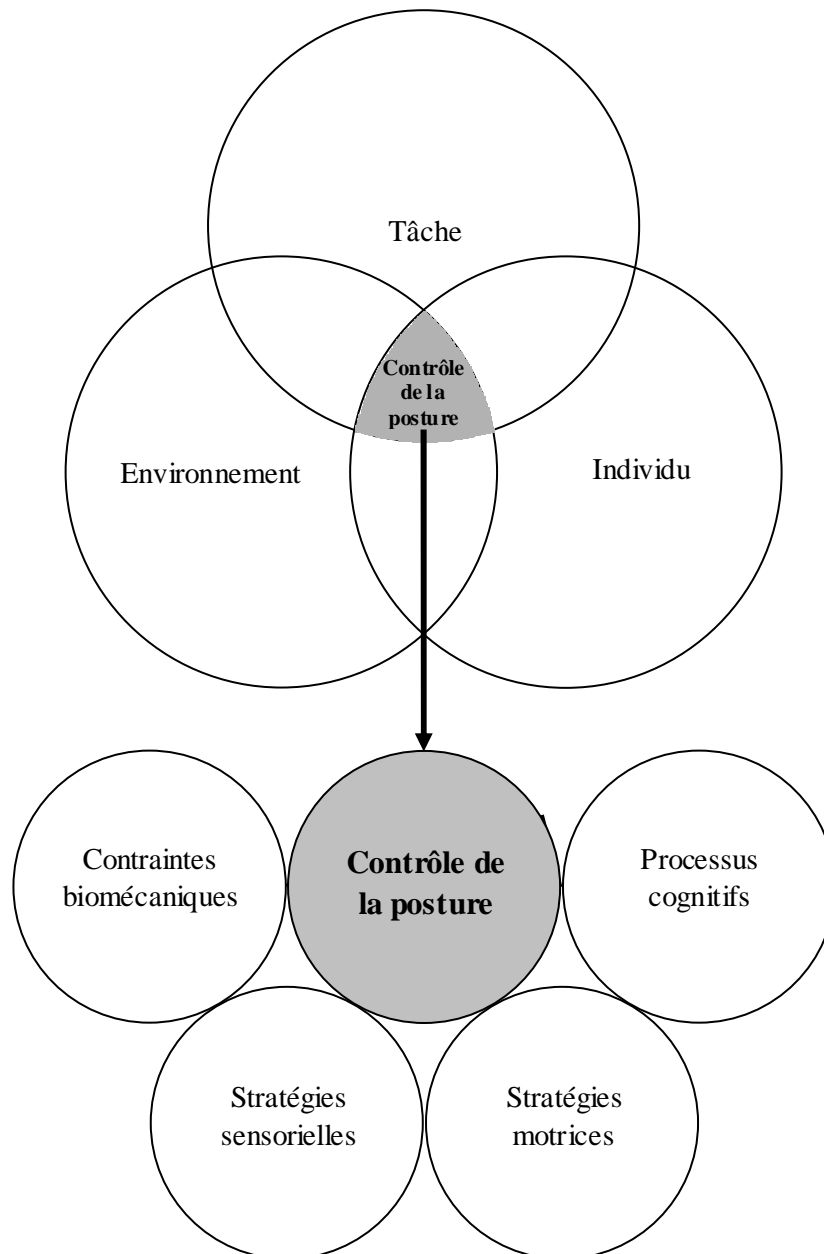 Tâche
Contrôle
de la
posture
Environnement
Individu
Contraintes
biomécaniques
Contrôle de
la posture
Processus
cognitifs
Stratégies
sensorielles
Stratégies
motrices